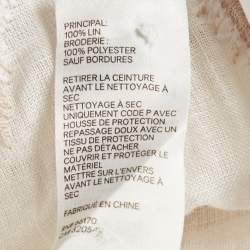 PRINCIPAL:
100% LIN
BRODERIE :
100% POLYESTER
SAUF BORDURES
RETIRER LA CEINTURE
AVANT LE NETTOYAGE À
SEC
NETTOYAGE À SEC
UNIQUEMENT CODE P AVEC
HOUSSE DE PROTECTION
REPASSAGE DOUX AVEC UN
TISSU DE PROTECTION
NE PAS DÉTACHER
COUVRIR ET PROTÉGER LE
MATÉRIEL
METTRE SUR L'ENVERS
AVANT LE NETTOYAGE À
SEC
FABRIQUÉ EN CHINE